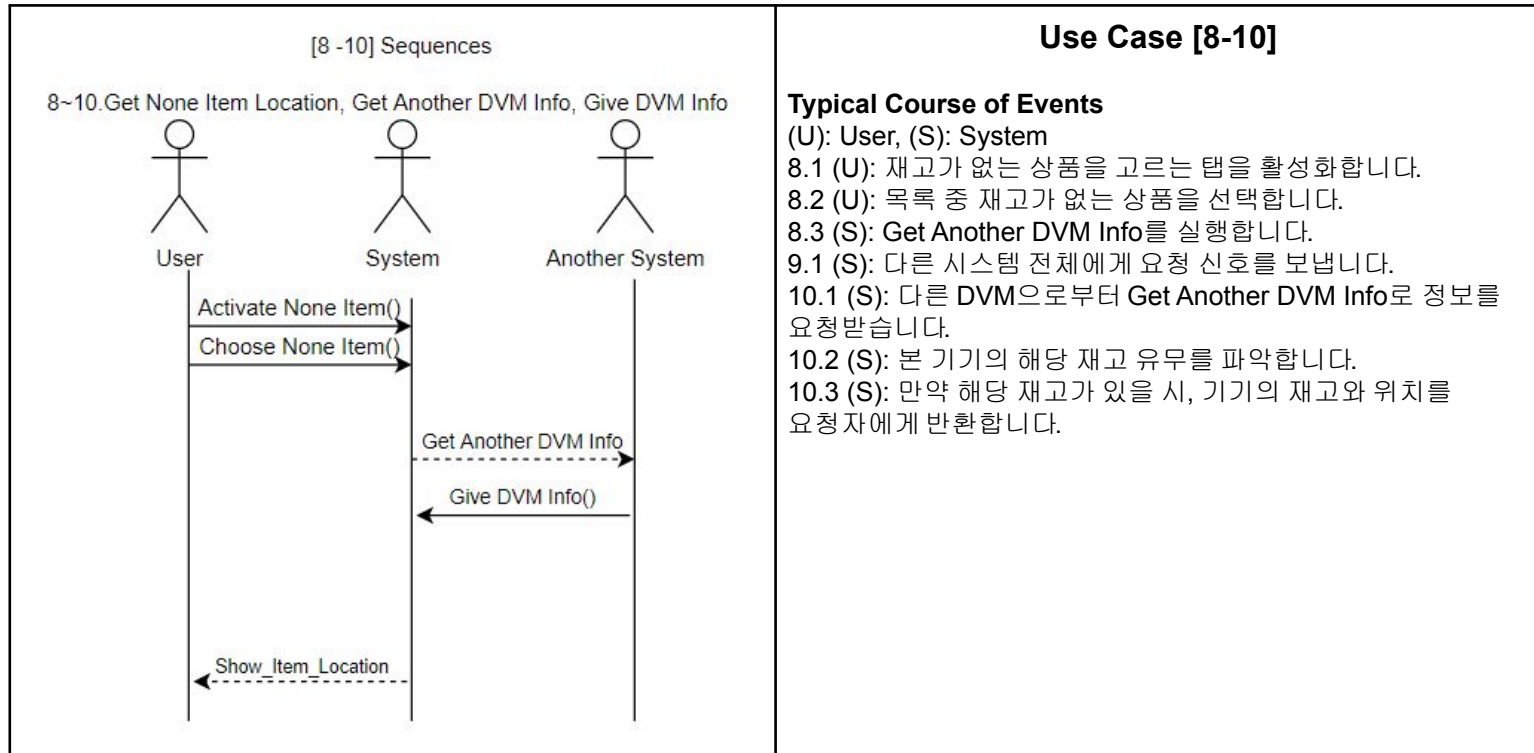 [8 -10] Sequences
8~10.Get None Item Location, Get Another DVM Info, Give DVM Info
User
System
Another System
Activate None Item()
Choose None Item()
Get Another DVM Info
Give DVM Info()
Show_Item_Location
Use Case [8-10]
Typical Course of Events
(U): User, (S): System
8.1 (U): 재고가 없는 상품을 고르는 탭을 활성화합니다.
8.2 (U): 목록 중 재고가 없는 상품을 선택합니다.
8.3 (S): Get Another DVM Info를 실행합니다.
9.1 (S): 다른 시스템 전체에게 요청 신호를 보냅니다.
10.1 (S): 다른 DVM으로부터 Get Another DVM Info로 정보를
요청받습니다.
10.2 (S): 본 기기의 해당 재고 유무를 파악합니다.
10.3 (S): 만약 해당 재고가 있을 시, 기기의 재고와 위치를
요청자에게 반환합니다.